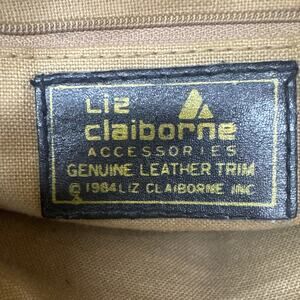 Liz
claiborne
ACCESSORIES
GENUINE LEATHER TRIM
© 1984 LIZ CLAIBORNE INC